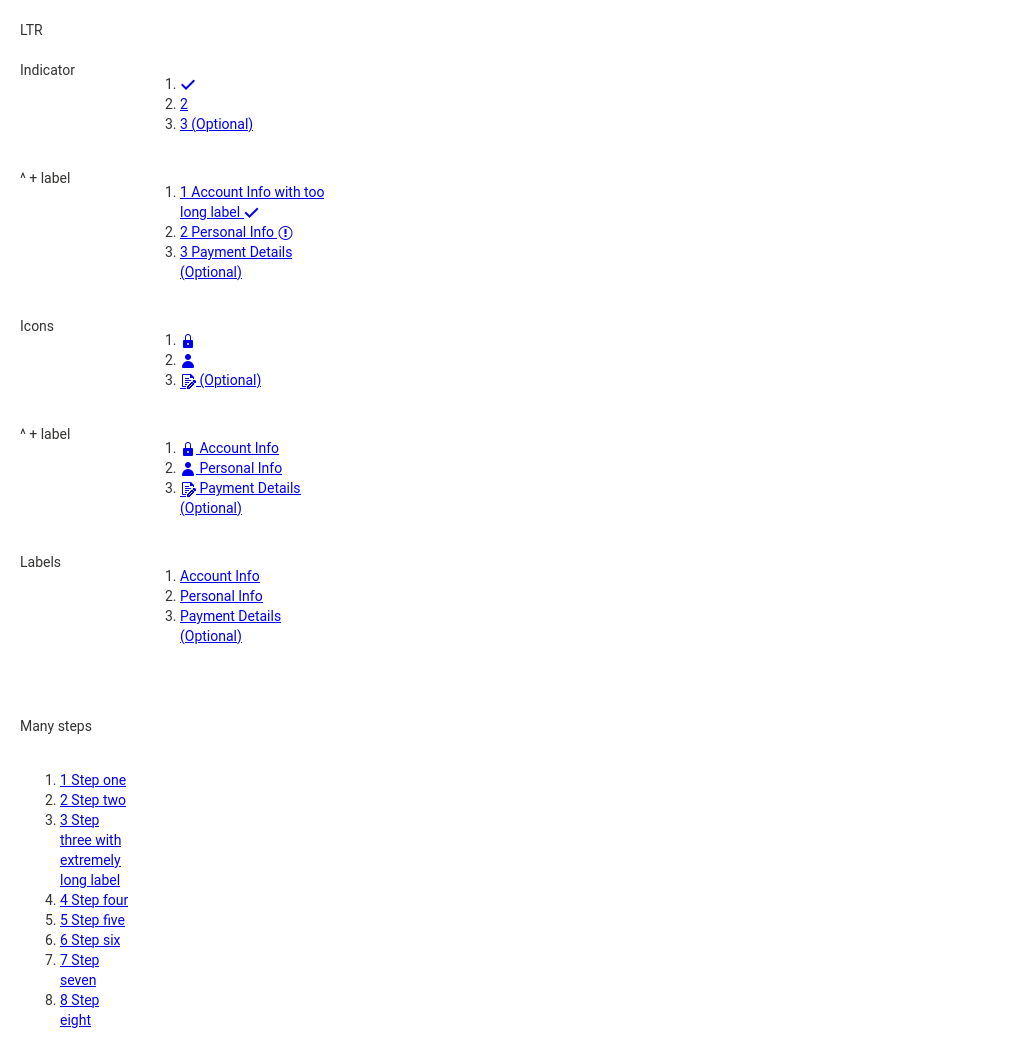 LTR
Indicator
1.
2. 2
3. 3 (Optional)
^ + label
1. 1 Account Info with too
long label
2. 2 Personal Info
3. 3 Payment Details
(Optional)
Icons
1.
2.
3. (Optional)
^ + label
1. Account Info
2. Personal Info
3. Payment Details
(Optional)
Labels
1. Account Info
2. Personal Info
3. Payment Details
(Optional)
Many steps
1. 1 Step one
2. 2 Step two
3. 3 Step
three with
extremely
long label
4. 4 Step four
5. 5 Step five
6. 6 Step six
7. 7 Step
seven
8. 8 Step
eight